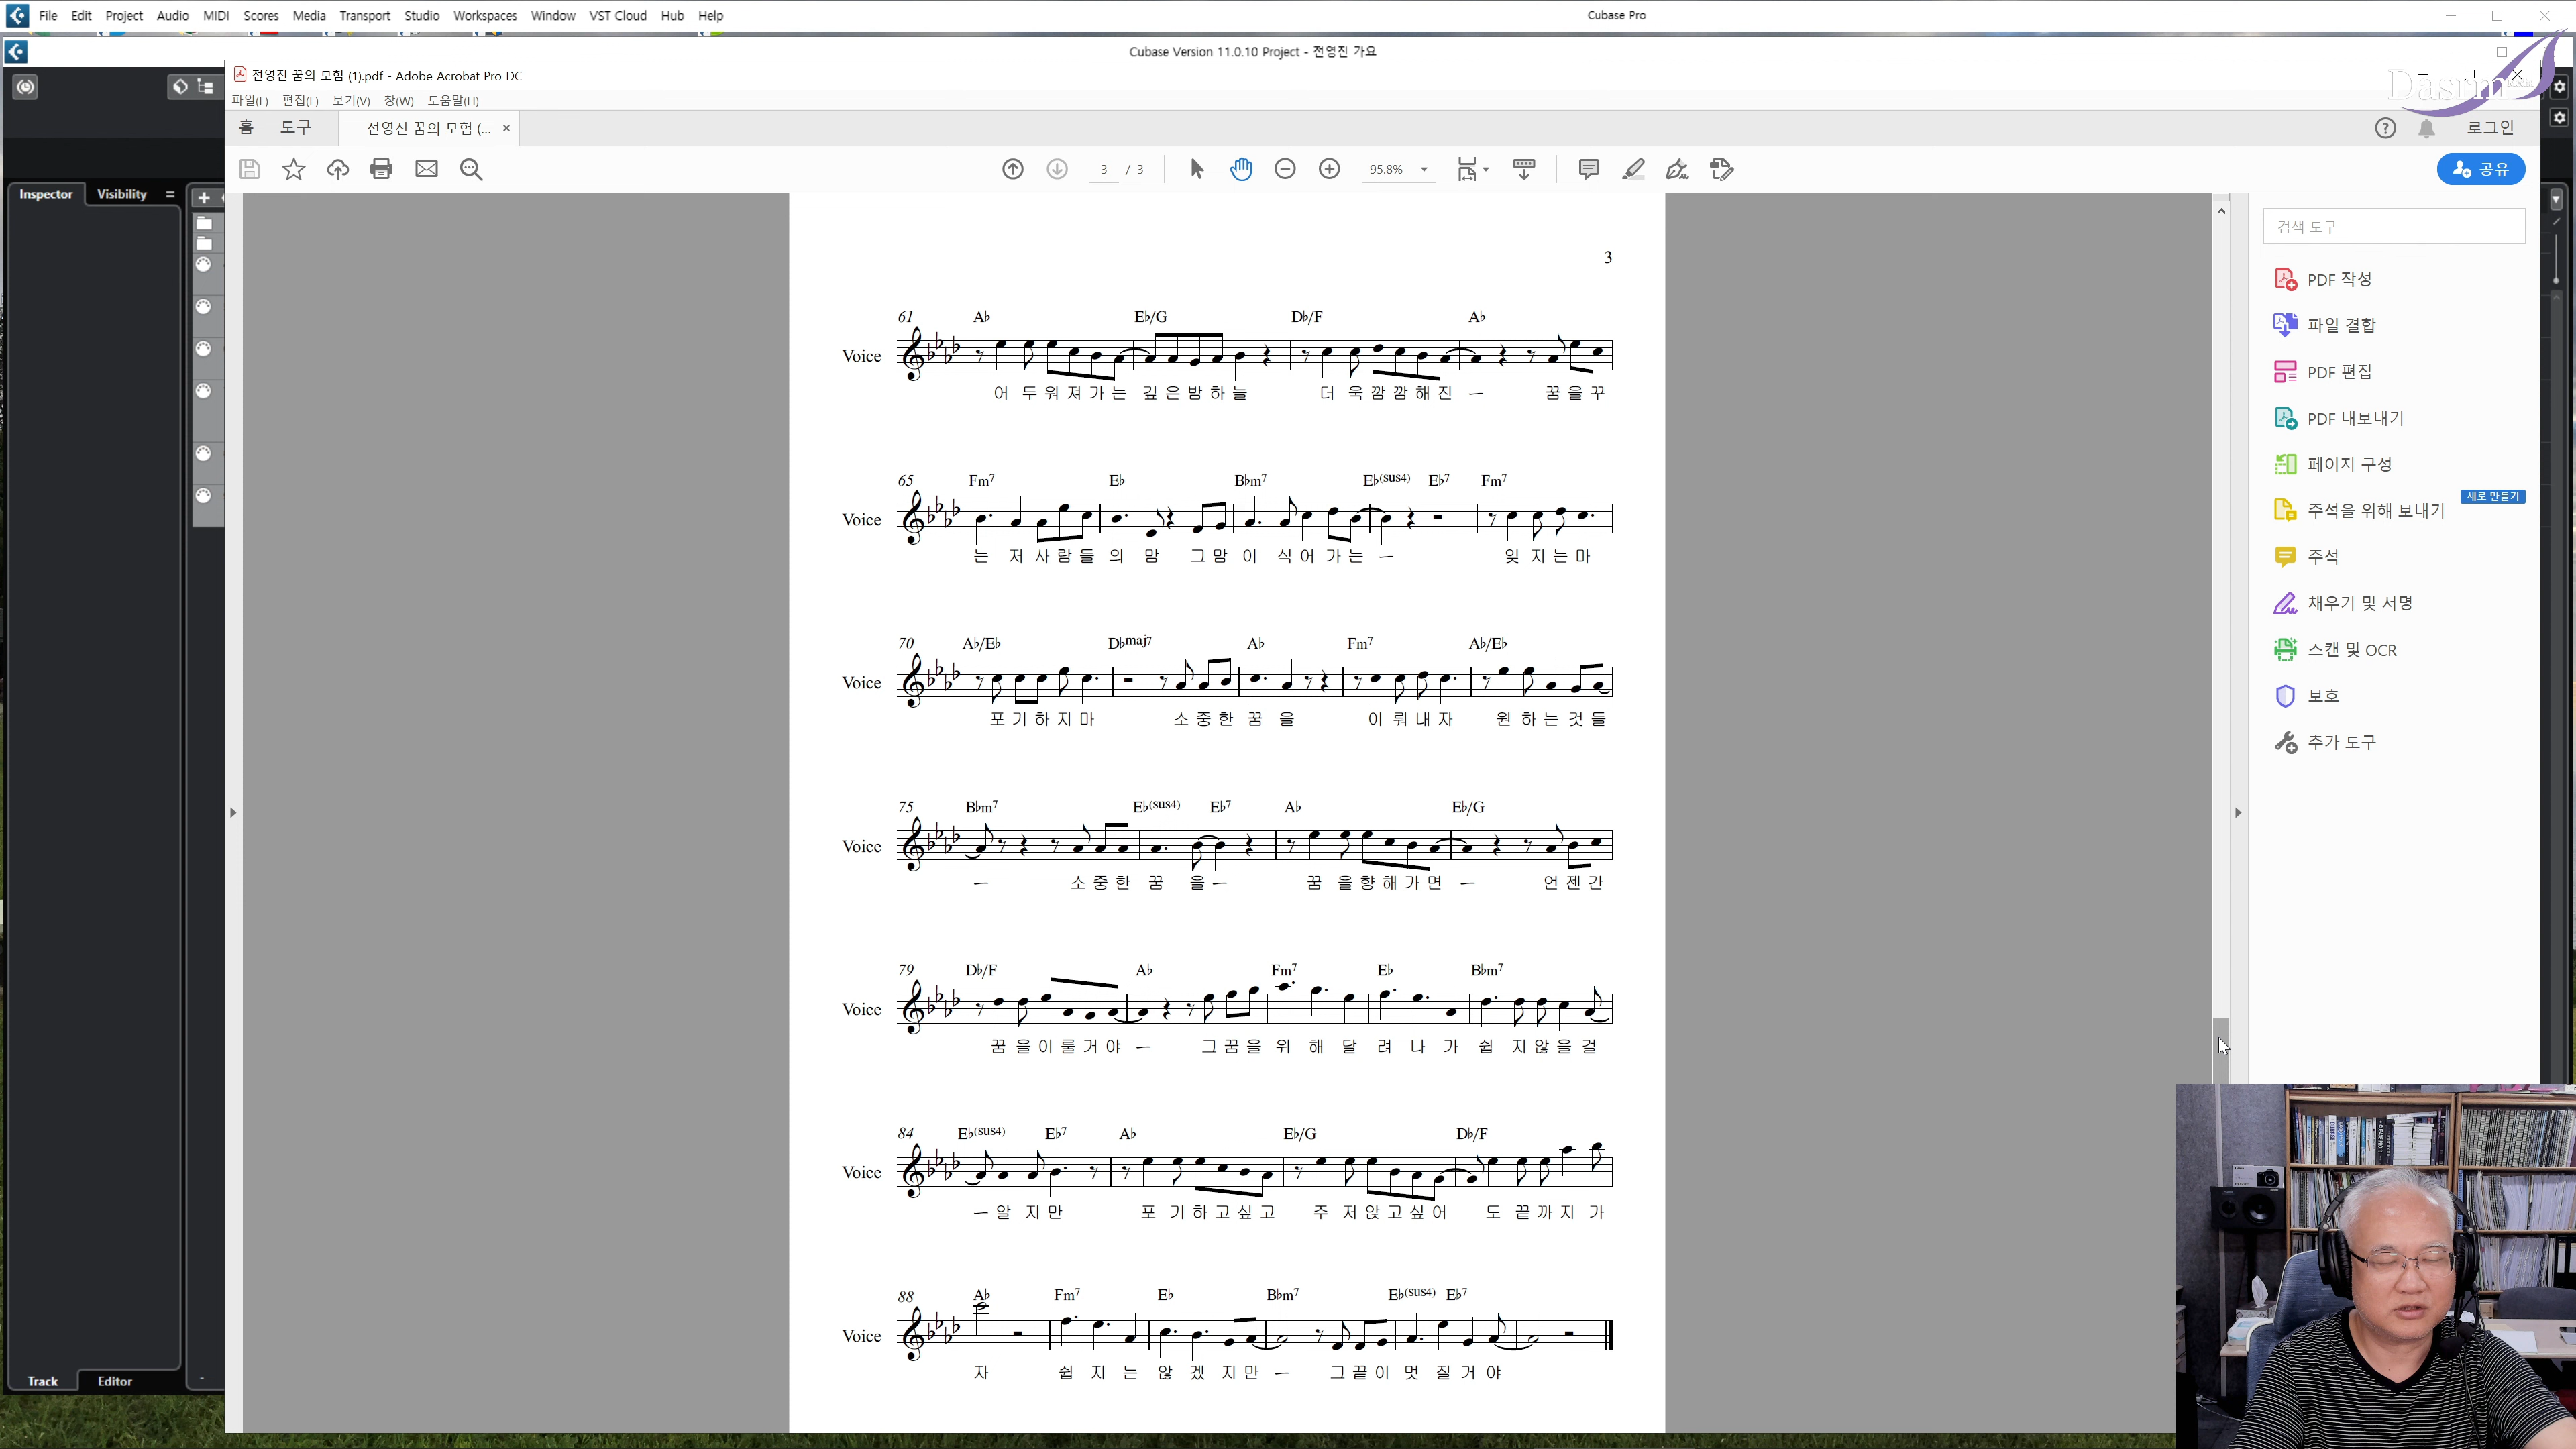 File Edit Project Audio MIDI Scores Media Transport Studio Workspaces Window VST Cloud Hub Help
Cubase Pro
Cubase Version 11.0.10 Project - 전영진 가요
전영진 꿈의 모험 (1).pdf - Adobe Acrobat Pro DC
Dasrm Media
파일(F) 편집(E) 보기(V) 창(W) 도움말(H)
홈 도구 전영진 꿈의 모험 (... × 로그인
3 / 3 95.8% 공유
Inspector Visibility
검색 도구
PDF 작성
파일 결합
PDF 편집
PDF 내보내기
페이지 구성
새로 만들기
주석을 위해 보내기
주석
채우기 및 서명
스캔 및 OCR
보호
추가 도구
3
61 A♭ E♭/G D♭/F A♭
Voice
어 두 워 져 가 는 깊 은 밤 하 늘 더 욱 깜 깜 해 진 ー 꿈 을 꾸
65 Fm7 E♭ B♭m7 E♭(sus4) E♭7 Fm7
Voice
는 저 사 람 들 의 맘 그 맘 이 식 어 가 는 ー 잊 지 는 마
70 A♭/E♭ D♭maj7 A♭ Fm7 A♭/E♭
Voice
포 기 하 지 마 소 중 한 꿈 을 이 뤄 내 자 원 하 는 것 들
75 B♭m7 E♭(sus4) E♭7 A♭ E♭/G
Voice
ー 소 중 한 꿈 을 ー 꿈 을 향 해 가 면 ー 언 젠 간
79 D♭/F A♭ Fm7 E♭ B♭m7
Voice
꿈 을 이 룰 거 야 ー 그 꿈 을 위 해 달 려 나 가 쉽 지 않 을 걸
84 E♭(sus4) E♭7 A♭ E♭/G D♭/F
Voice
ー 알 지 만 포 기 하 고 싶 고 주 저 앉 고 싶 어 도 끝 까 지 가
88 A♭ Fm7 E♭ B♭m7 E♭(sus4) E♭7
Voice
자 쉽 지 는 않 겠 지 만 ー 그 끝 이 멋 질 거 야
Track Editor